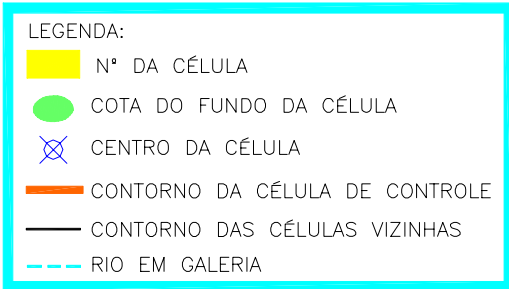 LEGENDA:
Nº DA CÉLULA
COTA DO FUNDO DA CÉLULA
CENTRO DA CÉLULA
CONTORNO DA CÉLULA DE CONTROLE
CONTORNO DAS CÉLULAS VIZINHAS
RIO EM GALERIA